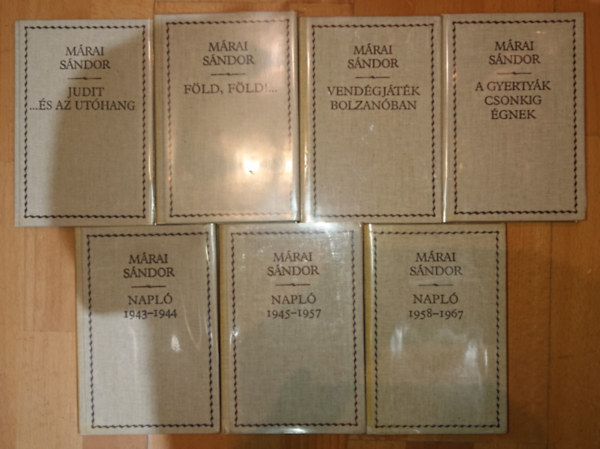 MÁRAI
SÁNDOR
JUDIT
...ÉS AZ UTÓHANG
MÁRAI
SÁNDOR
FÖLD, FÖLD!...
MÁRAI
SÁNDOR
VENDÉGJÁTÉK
BOLZANÓBAN
MÁRAI
SÁNDOR
A GYERTYÁK
CSONKIG
ÉGNEK
MÁRAI
SÁNDOR
NAPLÓ
1943–1944
MÁRAI
SÁNDOR
NAPLÓ
1945–1957
MÁRAI
SÁNDOR
NAPLÓ
1958–1967